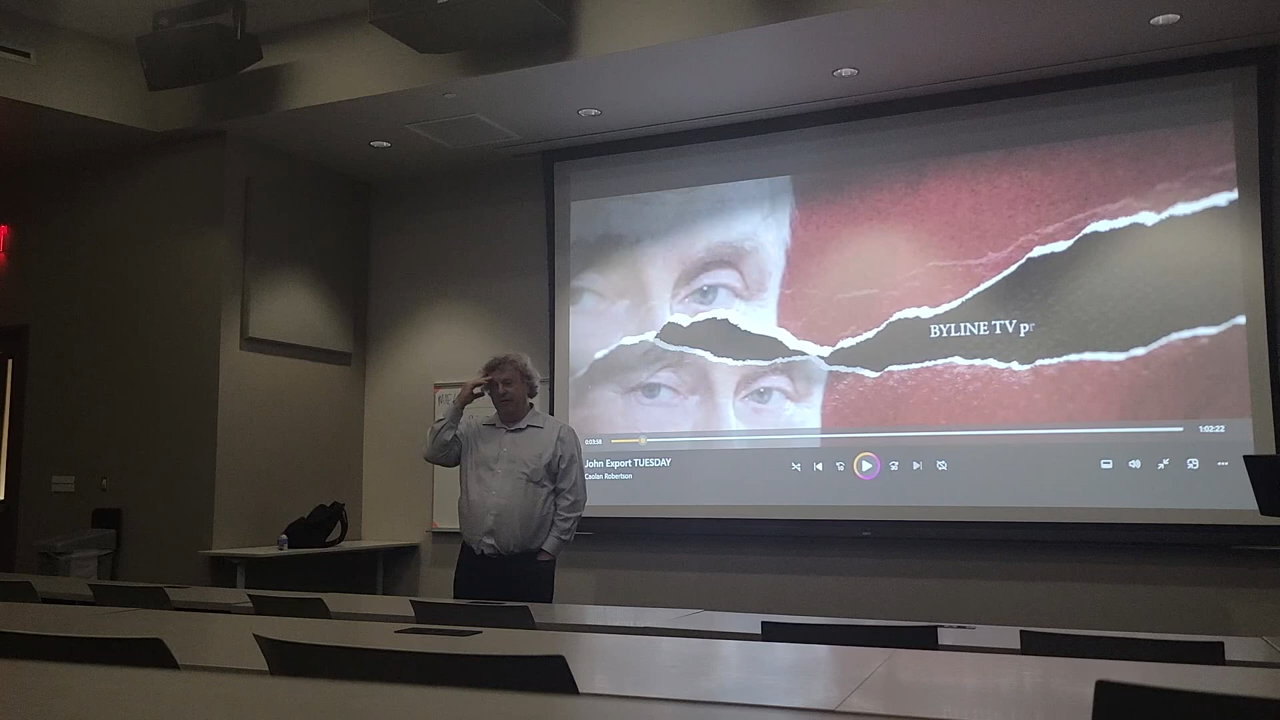 BYLINE TV pr
0:03:58
1:02:22
John Export TUESDAY
Caolan Robertson